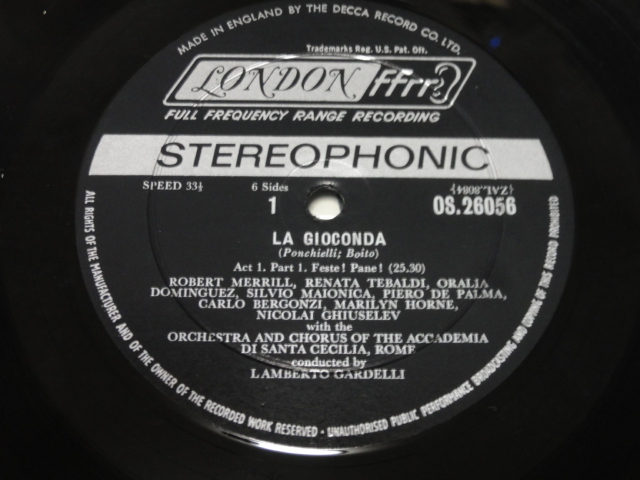 MADE IN ENGLAND BY THE DECCA RECORD CO. LTD.
Trademarks Reg. U.S. Pat. Off.
LONDON ffrr
FULL FREQUENCY RANGE RECORDING
STEREOPHONIC
SPEED 33⅓ 6 Sides {ZAL.8084}
1 OS.26056
LA GIOCONDA
(Ponchielli; Boito)
Act 1. Part 1. Feste! Pane! (25.30)
ROBERT MERRILL, RENATA TEBALDI, ORALIA
DOMINGUEZ, SILVIO MAIONICA, PIERO DE PALMA,
CARLO BERGONZI, MARILYN HORNE,
NICOLAI GHIUSELEV
with the
ORCHESTRA AND CHORUS OF THE ACCADEMIA
DI SANTA CECILIA, ROME
conducted by
LAMBERTO GARDELLI
ALL RIGHTS OF THE MANUFACTURER AND OF THE OWNER OF THE RECORDED WORK RESERVED · UNAUTHORISED PUBLIC PERFORMANCE BROADCASTING AND COPYING OF THIS RECORD PROHIBITED